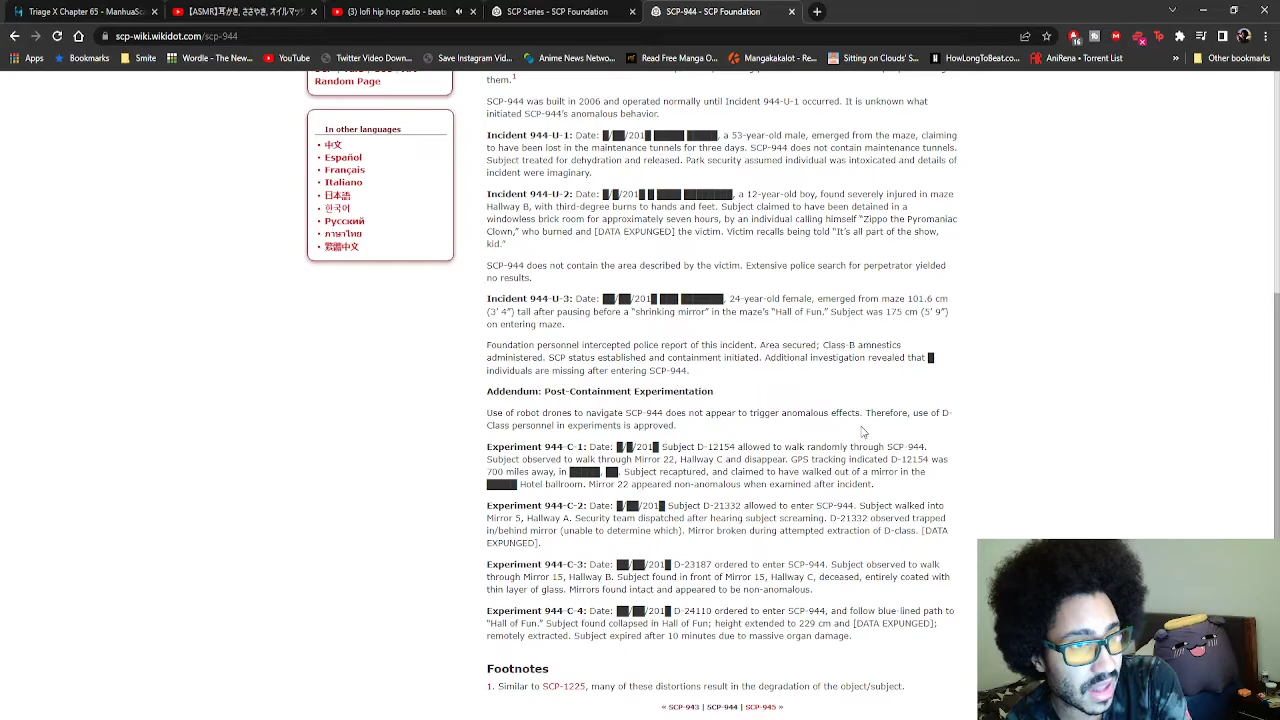 Triage X Chapter 65 - ManhuaSc
【ASMR】耳かき、ささやき、オイルマッ
(3) lofi hip hop radio - bea
SCP Series - SCP Foundation
SCP-944 - SCP Foundation
scp-wiki.wikidot.com/scp-944
16
Apps
Bookmarks
Smite
Wordle - The New...
YouTube
Twitter Video Down...
Save Instagram Vide...
Anime News Networ...
Read Free Manga O...
Mangakakalot - Re...
Sitting on Clouds' S...
HowLongToBeat.co...
AniRena : Torrent List
»
Other bookmarks
Random Page
In other languages
中文
Español
Français
Italiano
日本語
한국어
Русский
ภาษาไทย
繁體中文
them.1
SCP-944 was built in 2006 and operated normally until Incident 944-U-1 occurred. It is unknown what
initiated SCP-944's anomalous behavior.
Incident 944-U-1: Date: █/██/201█ █████ █████, a 53-year-old male, emerged from the maze, claiming
to have been lost in the maintenance tunnels for three days. SCP-944 does not contain maintenance tunnels.
Subject treated for dehydration and released. Park security assumed individual was intoxicated and details of
incident were imaginary.
Incident 944-U-2: Date: █/█/201█ █ ████ ████████, a 12-year-old boy, found severely injured in maze
Hallway B, with third-degree burns to hands and feet. Subject claimed to have been detained in a
windowless brick room for approximately seven hours, by an individual calling himself "Zippo the Pyromaniac
Clown," who burned and [DATA EXPUNGED] the victim. Victim recalls being told "It's all part of the show,
kid."
SCP-944 does not contain the area described by the victim. Extensive police search for perpetrator yielded
no results.
Incident 944-U-3: Date: ██/██/201█ ███ ███████, 24-year-old female, emerged from maze 101.6 cm
(3' 4") tall after pausing before a "shrinking mirror" in the maze's "Hall of Fun." Subject was 175 cm (5' 9")
on entering maze.
Foundation personnel intercepted police report of this incident. Area secured; Class-B amnestics
administered. SCP status established and containment initiated. Additional investigation revealed that █
individuals are missing after entering SCP-944.
Addendum: Post-Containment Experimentation
Use of robot drones to navigate SCP-944 does not appear to trigger anomalous effects. Therefore, use of D-
Class personnel in experiments is approved.
Experiment 944-C-1: Date: █/█/201█ Subject D-12154 allowed to walk randomly through SCP-944.
Subject observed to walk through Mirror 22, Hallway C and disappear. GPS tracking indicated D-12154 was
700 miles away, in █████, ██. Subject recaptured, and claimed to have walked out of a mirror in the
█████ Hotel ballroom. Mirror 22 appeared non-anomalous when examined after incident.
Experiment 944-C-2: Date: █/██/201█ Subject D-21332 allowed to enter SCP-944. Subject walked into
Mirror 5, Hallway A. Security team dispatched after hearing subject screaming. D-21332 observed trapped
in/behind mirror (unable to determine which). Mirror broken during attempted extraction of D-class. [DATA
EXPUNGED].
Experiment 944-C-3: Date: ██/██/201█ D-23187 ordered to enter SCP-944. Subject observed to walk
through Mirror 15, Hallway B. Subject found in front of Mirror 15, Hallway C, deceased, entirely coated with
thin layer of glass. Mirrors found intact and appeared to be non-anomalous.
Experiment 944-C-4: Date: ██/██/201█ D-24110 ordered to enter SCP-944, and follow blue-lined path to
"Hall of Fun." Subject found collapsed in Hall of Fun; height extended to 229 cm and [DATA EXPUNGED];
remotely extracted. Subject expired after 10 minutes due to massive organ damage.
Footnotes
1. Similar to SCP-1225, many of these distortions result in the degradation of the object/subject.
« SCP-943 | SCP-944 | SCP-945 »